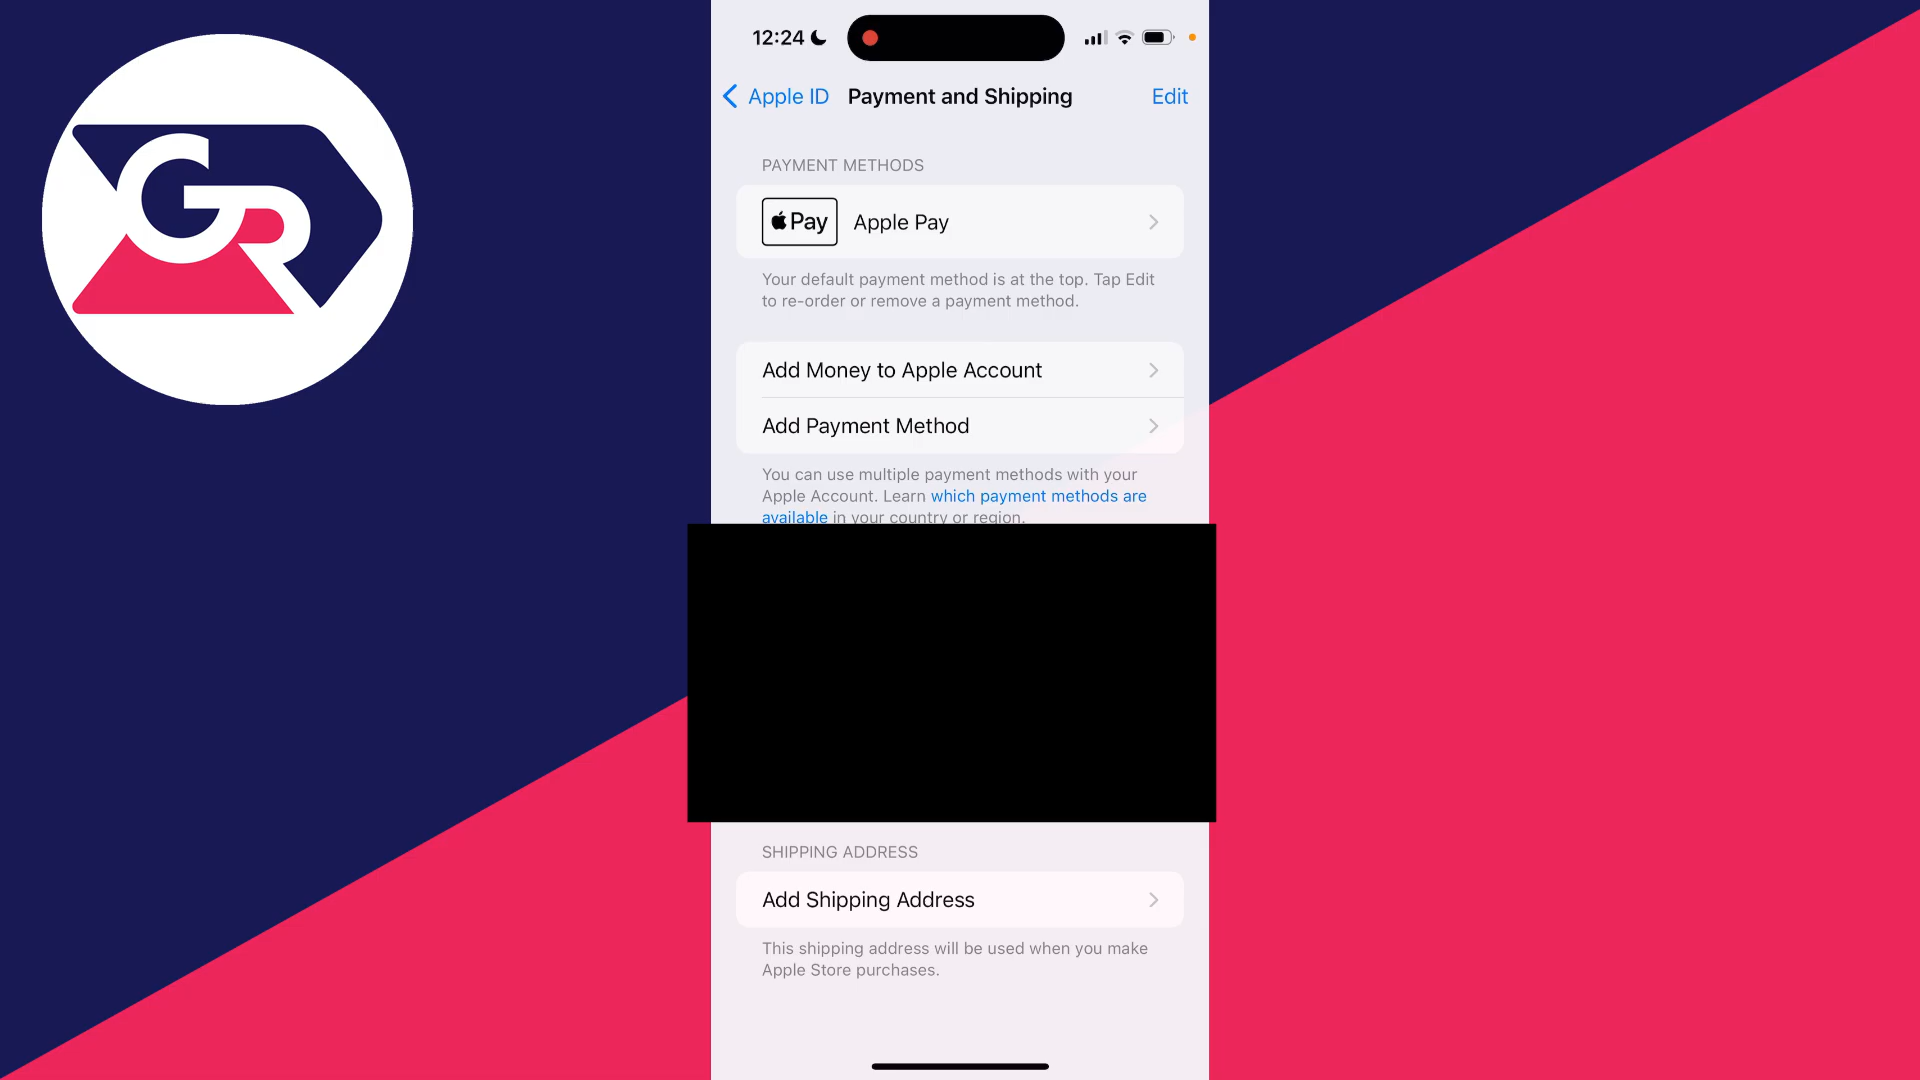 GR
12:24
Apple ID
Payment and Shipping
Edit
PAYMENT METHODS
Pay
Apple Pay
Your default payment method is at the top. Tap Edit
to re-order or remove a payment method.
Add Money to Apple Account
Add Payment Method
You can use multiple payment methods with your
Apple Account. Learn which payment methods are
available in your country or region.
SHIPPING ADDRESS
Add Shipping Address
This shipping address will be used when you make
Apple Store purchases.